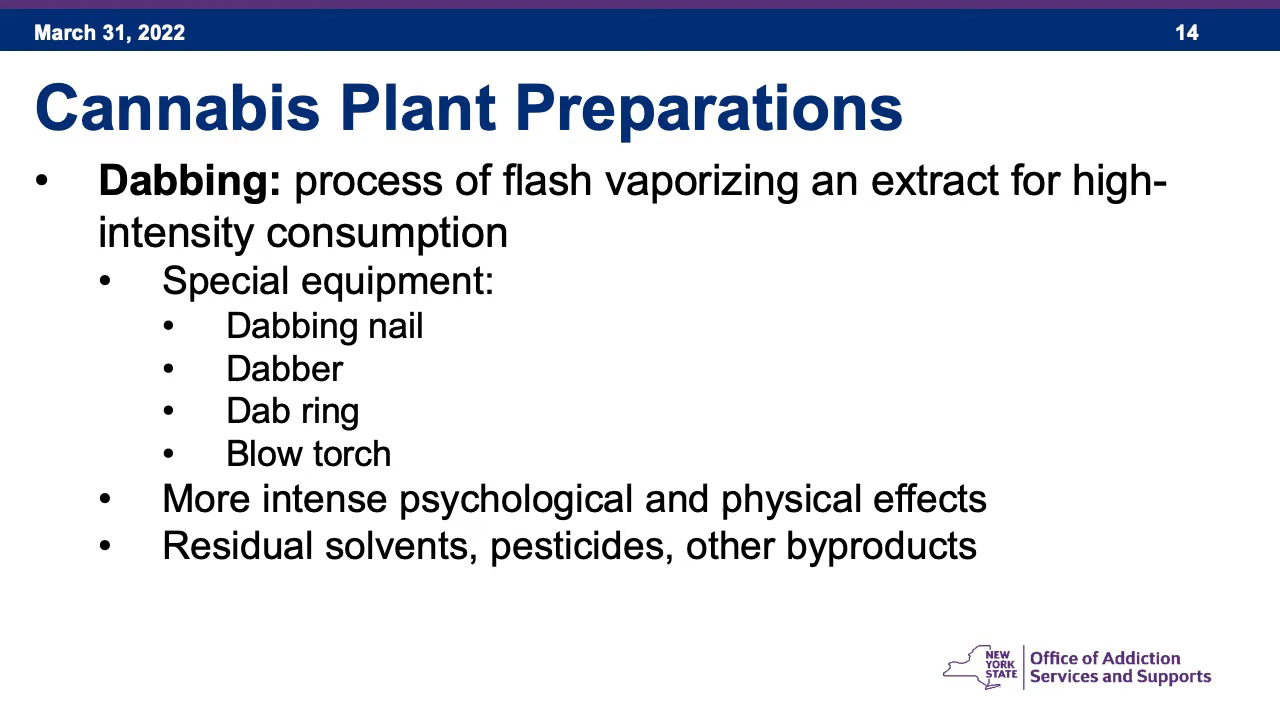 March 31, 2022
14
Cannabis Plant Preparations
• Dabbing: process of flash vaporizing an extract for high-
intensity consumption
• Special equipment:
• Dabbing nail
• Dabber
• Dab ring
• Blow torch
• More intense psychological and physical effects
• Residual solvents, pesticides, other byproducts
NEW
YORK
STATE
Office of Addiction
Services and Supports